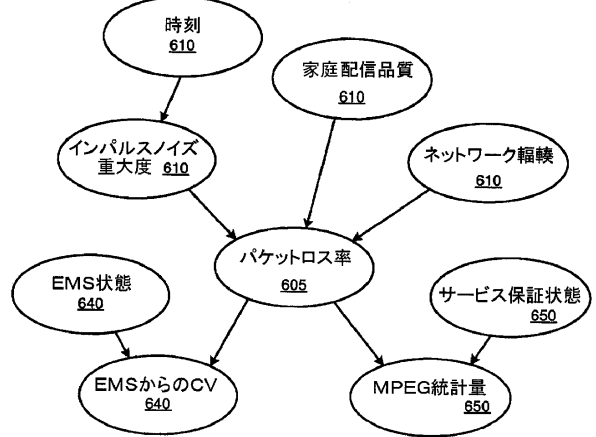 時刻
610
家庭配信品質
610
インパルスノイズ
重大度 610
ネットワーク輻輳
610
パケットロス率
605
EMS状態
640
サービス保証状態
650
EMSからのCV
640
MPEG統計量
650